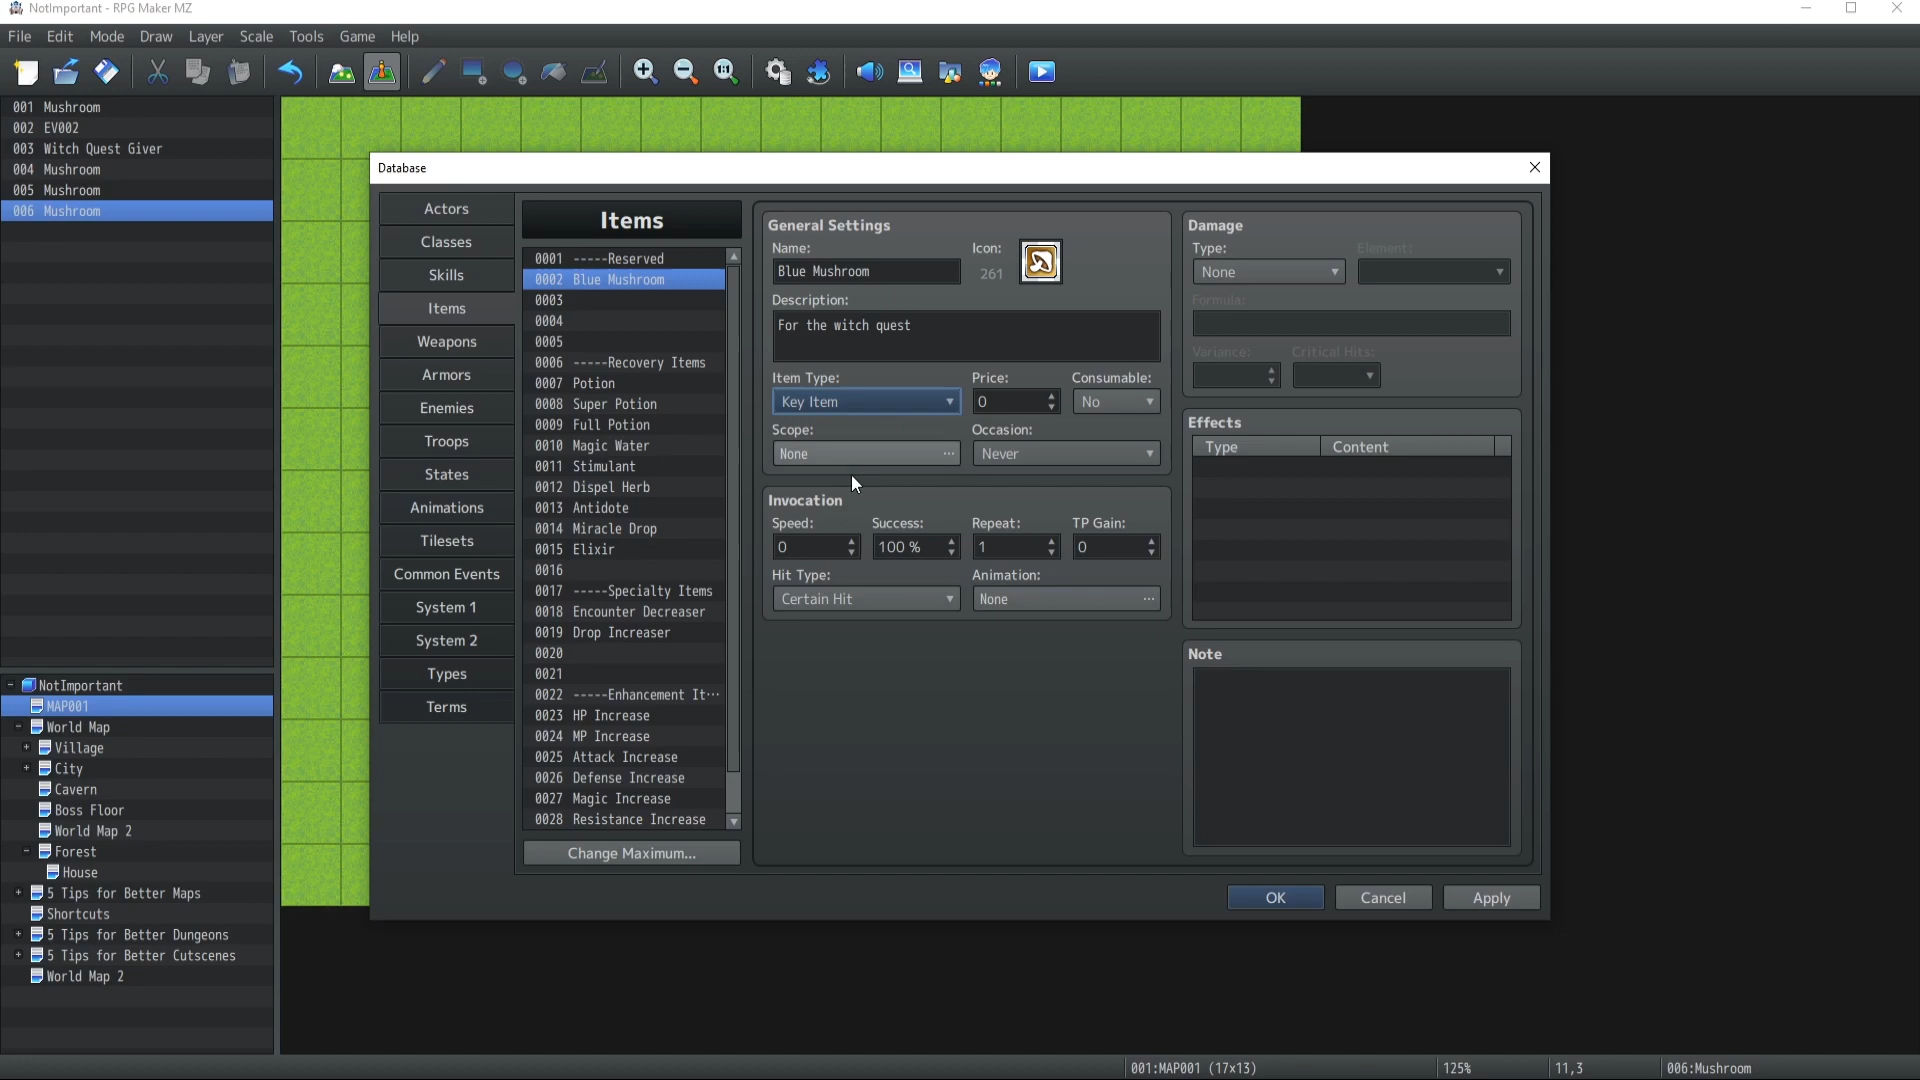 NotImportant - RPG Maker MZ
File Edit Mode Draw Layer Scale Tools Game Help
001 Mushroom
002 EV002
003 Witch Quest Giver
004 Mushroom
005 Mushroom
006 Mushroom
NotImportant
MAP001
World Map
Village
City
Cavern
Boss Floor
World Map 2
Forest
House
5 Tips for Better Maps
Shortcuts
5 Tips for Better Dungeons
5 Tips for Better Cutscenes
World Map 2
Database
Actors
Classes
Skills
Items
Weapons
Armors
Enemies
Troops
States
Animations
Tilesets
Common Events
System 1
System 2
Types
Terms
Items
0001 -----Reserved
0002 Blue Mushroom
0003
0004
0005
0006 -----Recovery Items
0007 Potion
0008 Super Potion
0009 Full Potion
0010 Magic Water
0011 Stimulant
0012 Dispel Herb
0013 Antidote
0014 Miracle Drop
0015 Elixir
0016
0017 -----Specialty Items
0018 Encounter Decreaser
0019 Drop Increaser
0020
0021
0022 -----Enhancement It…
0023 HP Increase
0024 MP Increase
0025 Attack Increase
0026 Defense Increase
0027 Magic Increase
0028 Resistance Increase
Change Maximum...
General Settings
Name: Icon:
Blue Mushroom 261
Description:
For the witch quest
Item Type: Price: Consumable:
Key Item 0 No
Scope: Occasion:
None ... Never
Invocation
Speed: Success: Repeat: TP Gain:
0 100 % 1 0
Hit Type: Animation:
Certain Hit None ...
Damage
Type: Element:
None
Formula:
Variance: Critical Hits:
Effects
Type Content
Note
OK Cancel Apply
001:MAP001 (17x13) 125% 11,3 006:Mushroom